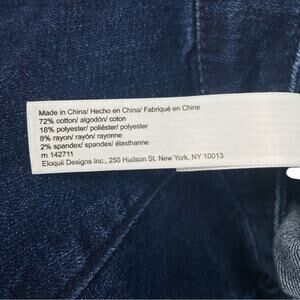 Made in China/ Hecho en China/ Fabriqué en Chine
72% cotton/ algodón/ coton
18% polyester/ poliéster/ polyester
8% rayon/ rayón/ rayonne
2% spandex/ spandex/ élasthanne
m 142711
Eloquii Designs Inc., 250 Hudson St. New York, NY 10013